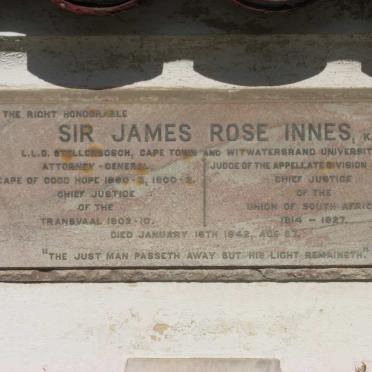 THE RIGHT HONOURABLE
SIR JAMES ROSE INNES, K.
L.L.D. STELLENBOSCH, CAPE TOWN AND WITWATERSRAND UNIVERSIT
ATTORNEY - GENERAL JUDGE OF THE APPELLATE DIVISION
CAPE OF GOOD HOPE 1890-3, 1900-2. CHIEF JUSTICE
CHIEF JUSTICE OF THE
OF THE UNION OF SOUTH AFRIC
TRANSVAAL 1902-10. 1914 - 1927.
DIED JANUARY 16TH 1942, AGE 87.
"THE JUST MAN PASSETH AWAY BUT HIS LIGHT REMAINETH."